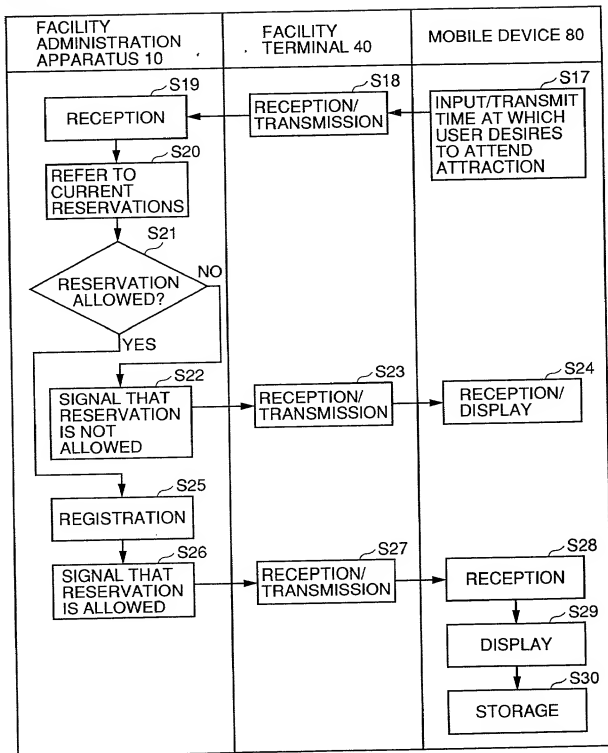 FACILITY
ADMINISTRATION
APPARATUS 10
FACILITY
TERMINAL 40
MOBILE DEVICE 80
S19
RECEPTION
S18
RECEPTION/
TRANSMISSION
S17
INPUT/TRANSMIT
TIME AT WHICH
USER DESIRES
TO ATTEND
ATTRACTION
S20
REFER TO
CURRENT
RESERVATIONS
S21
RESERVATION
ALLOWED?
NO
YES
S22
SIGNAL THAT
RESERVATION
IS NOT
ALLOWED
S23
RECEPTION/
TRANSMISSION
S24
RECEPTION/
DISPLAY
S25
REGISTRATION
S26
SIGNAL THAT
RESERVATION
IS ALLOWED
S27
RECEPTION/
TRANSMISSION
S28
RECEPTION
S29
DISPLAY
S30
STORAGE